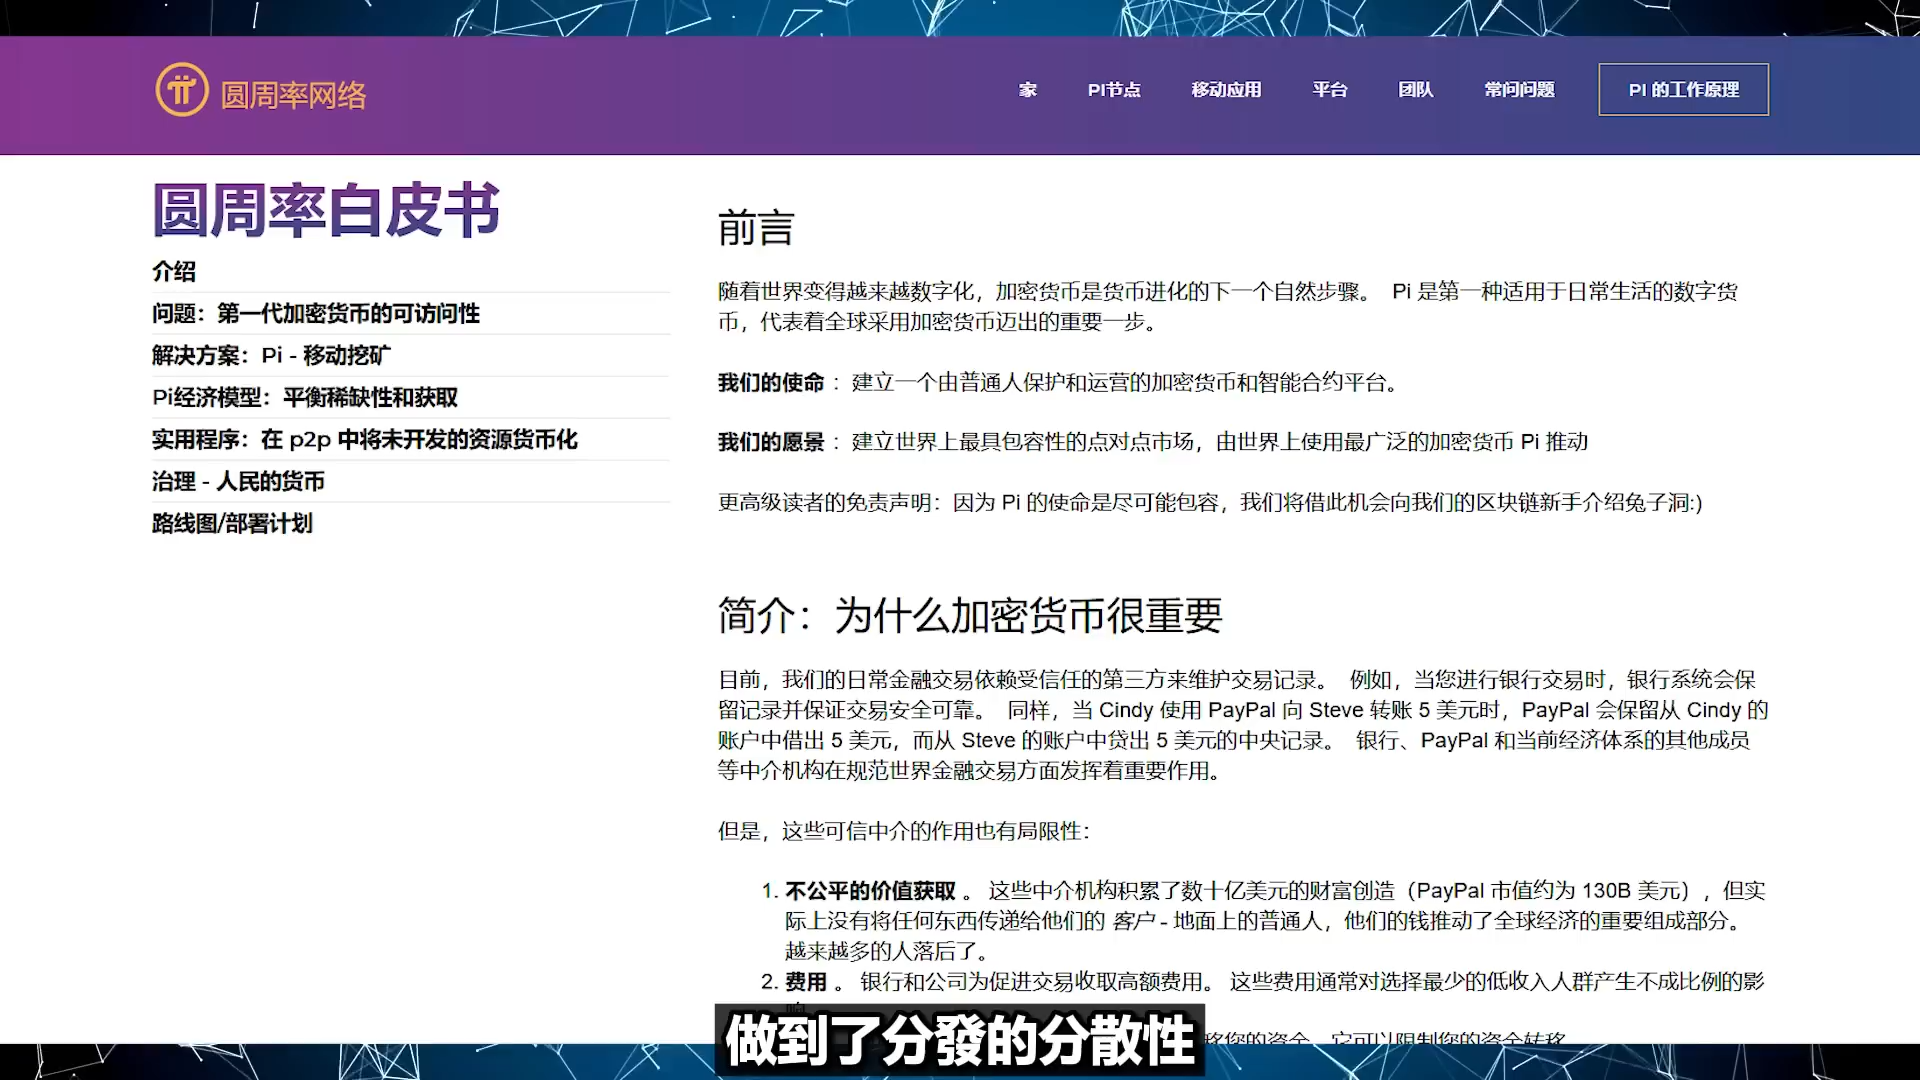 圆周率网络
家 PI节点 移动应用 平台 团队 常问问题 PI 的工作原理
圆周率白皮书
介绍
问题：第一代加密货币的可访问性
解决方案：Pi - 移动挖矿
Pi经济模型：平衡稀缺性和获取
实用程序：在 p2p 中将未开发的资源货币化
治理 - 人民的货币
路线图/部署计划
前言
随着世界变得越来越数字化，加密货币是货币进化的下一个自然步骤。 Pi 是第一种适用于日常生活的数字货
币，代表着全球采用加密货币迈出的重要一步。
我们的使命： 建立一个由普通人保护和运营的加密货币和智能合约平台。
我们的愿景： 建立世界上最具包容性的点对点市场，由世界上使用最广泛的加密货币 Pi 推动
更高级读者的免责声明：因为 Pi 的使命是尽可能包容，我们将借此机会向我们的区块链新手介绍兔子洞:)
简介：为什么加密货币很重要
目前，我们的日常金融交易依赖受信任的第三方来维护交易记录。 例如，当您进行银行交易时，银行系统会保
留记录并保证交易安全可靠。 同样，当 Cindy 使用 PayPal 向 Steve 转账 5 美元时，PayPal 会保留从 Cindy 的
账户中借出 5 美元，而从 Steve 的账户中贷出 5 美元的中央记录。 银行、PayPal 和当前经济体系的其他成员
等中介机构在规范世界金融交易方面发挥着重要作用。
但是，这些可信中介的作用也有局限性：
1. 不公平的价值获取 。 这些中介机构积累了数十亿美元的财富创造（PayPal 市值约为 130B 美元），但实
际上没有将任何东西传递给他们的 客户 - 地面上的普通人，他们的钱推动了全球经济的重要组成部分。
越来越多的人落后了。
2. 费用 。 银行和公司为促进交易收取高额费用。 这些费用通常对选择最少的低收入人群产生不成比例的影
移您的资金，它可以限制您的资金转移
做到了分發的分散性